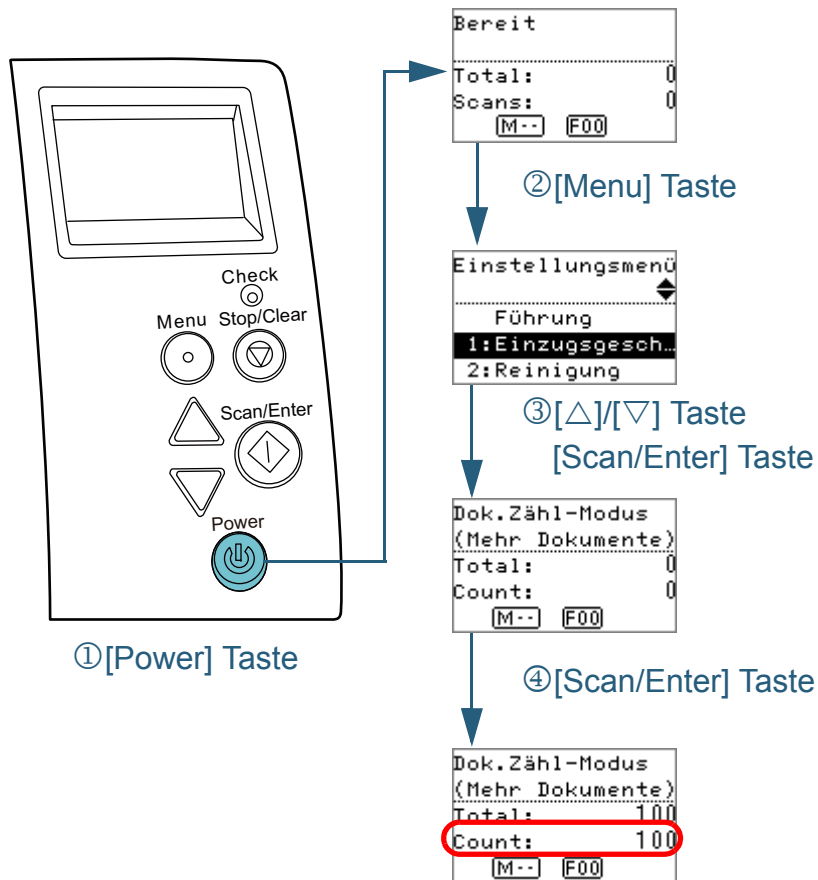 Check
Menu Stop/Clear
Scan/Enter
Power
①[Power] Taste
Bereit
Total: 0
Scans: 0
M-- F00
②[Menu] Taste
Einstellungsmenü
Führung
1:Einzugsgesch…
2:Reinigung
③[△]/[▽] Taste
[Scan/Enter] Taste
Dok.Zähl-Modus
(Mehr Dokumente)
Total: 0
Count: 0
M-- F00
④[Scan/Enter] Taste
Dok.Zähl-Modus
(Mehr Dokumente)
Total: 100
Count: 100
M-- F00